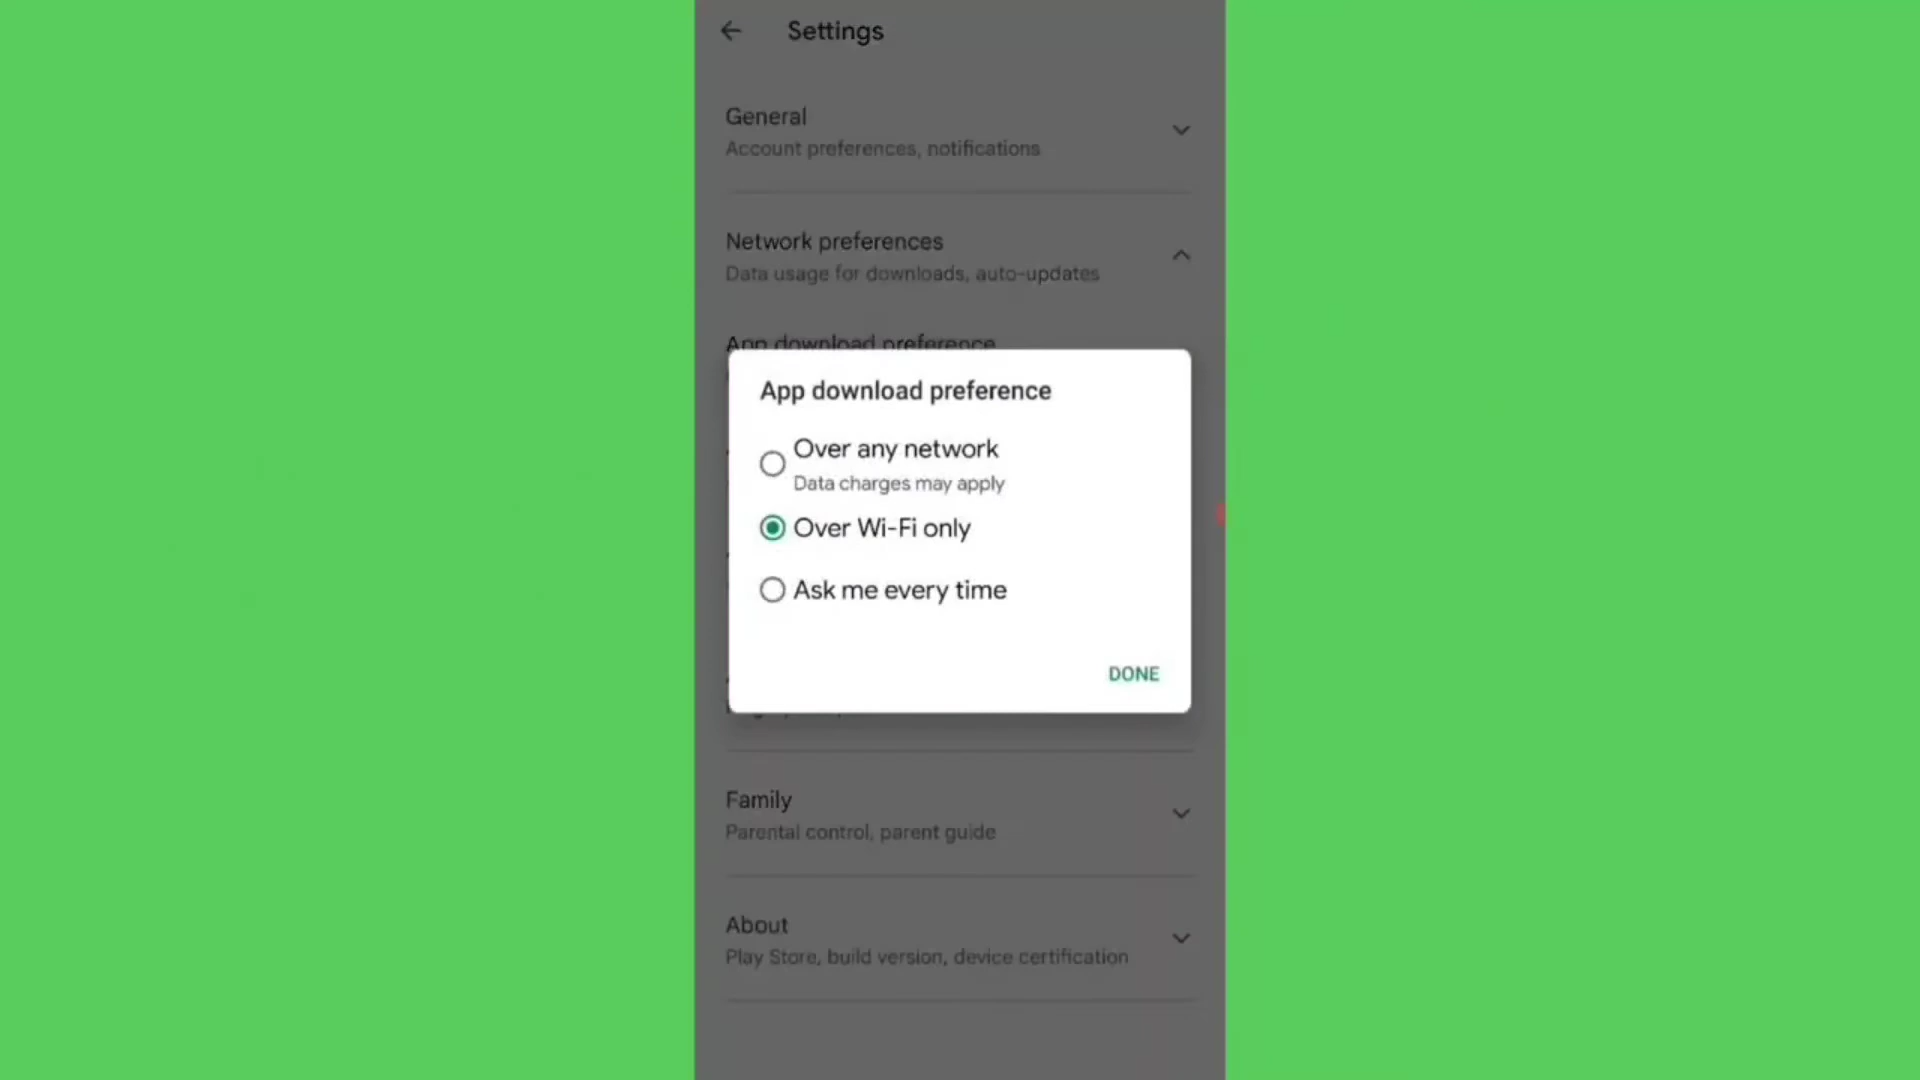 Settings
General
Account preferences, notifications
Network preferences
Data usage for downloads, auto-updates
App download preference
App download preference
Over any network
Data charges may apply
Over Wi-Fi only
Ask me every time
DONE
Family
Parental control, parent guide
About
Play Store, build version, device certification